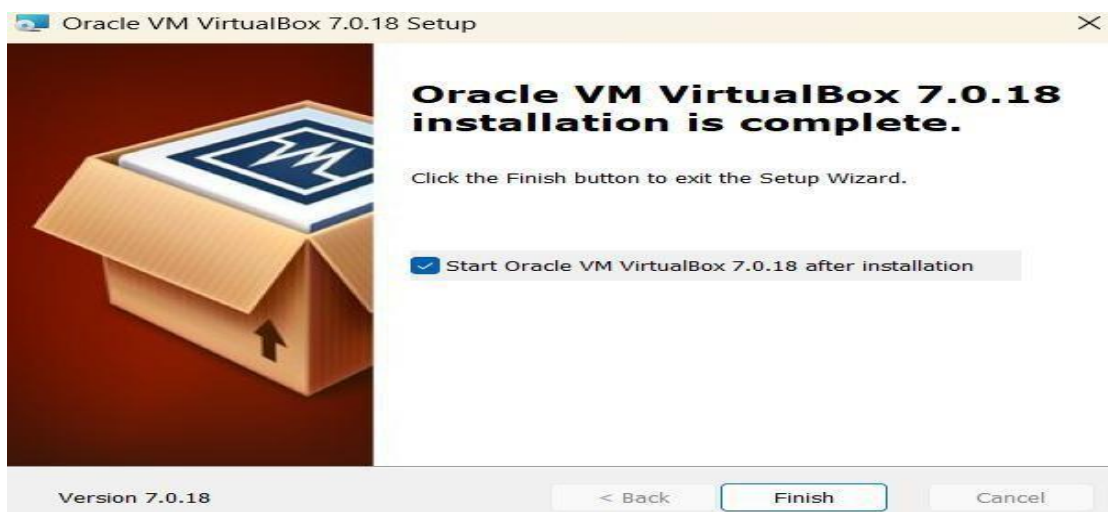 Oracle VM VirtualBox 7.0.18 Setup
Oracle VM VirtualBox 7.0.18
installation is complete.
Click the Finish button to exit the Setup Wizard.
Start Oracle VM VirtualBox 7.0.18 after installation
Version 7.0.18
< Back
Finish
Cancel